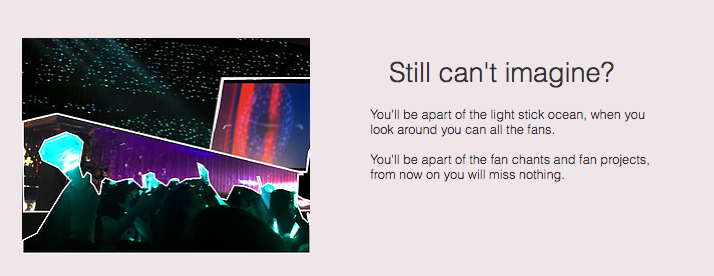 Still can't imagine?
You'll be apart of the light stick ocean, when you
look around you can all the fans.
You'll be apart of the fan chants and fan projects,
from now on you will miss nothing.